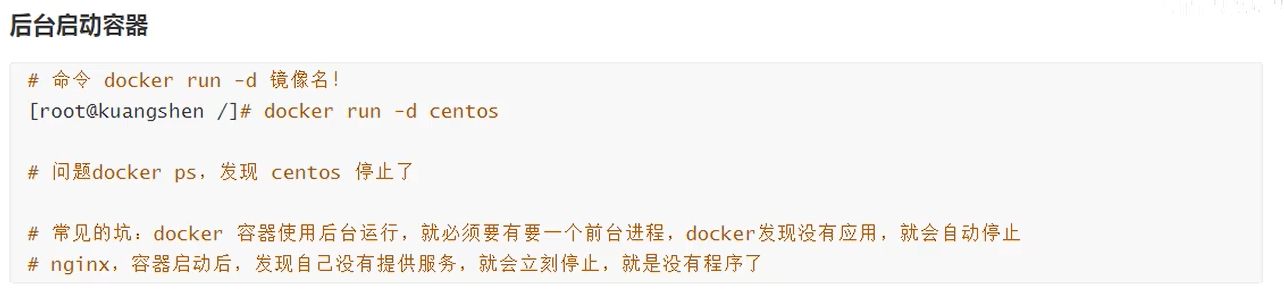 后台启动容器
# 命令 docker run -d 镜像名！
[root@kuangshen /]# docker run -d centos
# 问题docker ps，发现 centos 停止了
# 常见的坑：docker 容器使用后台运行，就必须要有要一个前台进程，docker发现没有应用，就会自动停止
# nginx，容器启动后，发现自己没有提供服务，就会立刻停止，就是没有程序了